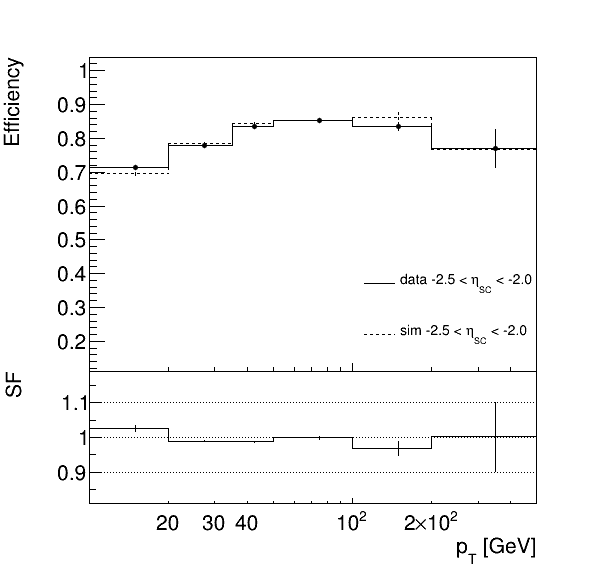 Efficiency
1
0.9
0.8
0.7
0.6
0.5
0.4
0.3
0.2
data -2.5 < η_SC < -2.0
sim -2.5 < η_SC < -2.0
SF
1.1
1
0.9
20 30 40 10² 2×10²
p_T [GeV]